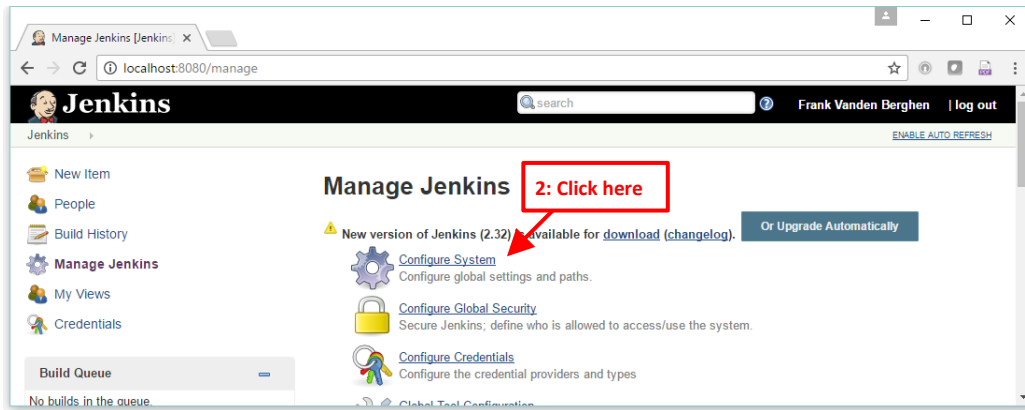 Manage Jenkins [Jenkins]
localhost:8080/manage
Jenkins
search
Frank Vanden Berghen
| log out
Jenkins
ENABLE AUTO REFRESH
New Item
People
Build History
Manage Jenkins
My Views
Credentials
Build Queue
No builds in the queue.
Manage Jenkins
2: Click here
New version of Jenkins (2.32) is available for download (changelog).
Or Upgrade Automatically
Configure System
Configure global settings and paths.
Configure Global Security
Secure Jenkins; define who is allowed to access/use the system.
Configure Credentials
Configure the credential providers and types
Global Tool Configuration